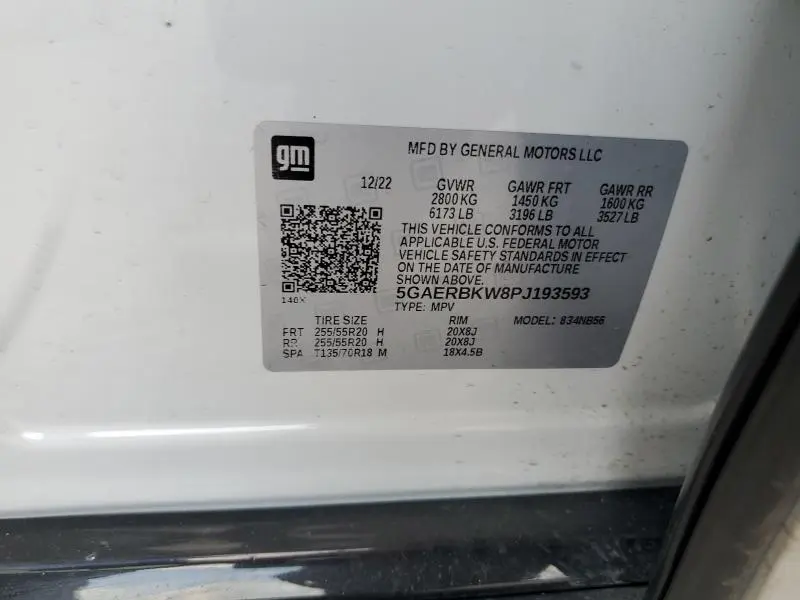 gm
MFD BY GENERAL MOTORS LLC
12/22 GVWR GAWR FRT GAWR RR
2800 KG 1450 KG 1600 KG
6173 LB 3196 LB 3527 LB
THIS VEHICLE CONFORMS TO ALL
APPLICABLE U.S. FEDERAL MOTOR
VEHICLE SAFETY STANDARDS IN EFFECT
ON THE DATE OF MANUFACTURE
SHOWN ABOVE.
5GAERBKW8PJ193593
140X
TYPE: MPV MODEL: 834NB56
TIRE SIZE RIM
FRT 255/55R20 H 20X8J
RR 255/55R20 H 20X8J
SPA T135/70R18 M 18X4.5B